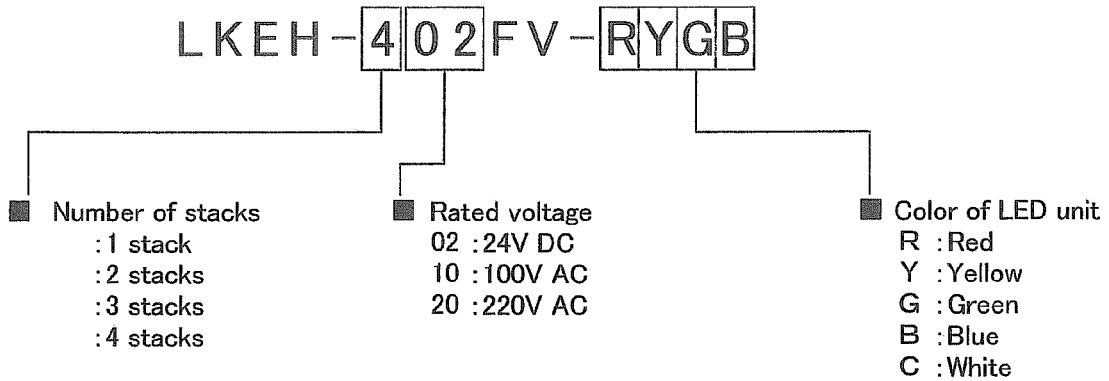 LKEH-402FV-RYGB
■ Number of stacks
:1 stack
:2 stacks
:3 stacks
:4 stacks
■ Rated voltage
02 :24V DC
10 :100V AC
20 :220V AC
■ Color of LED unit
R :Red
Y :Yellow
G :Green
B :Blue
C :White